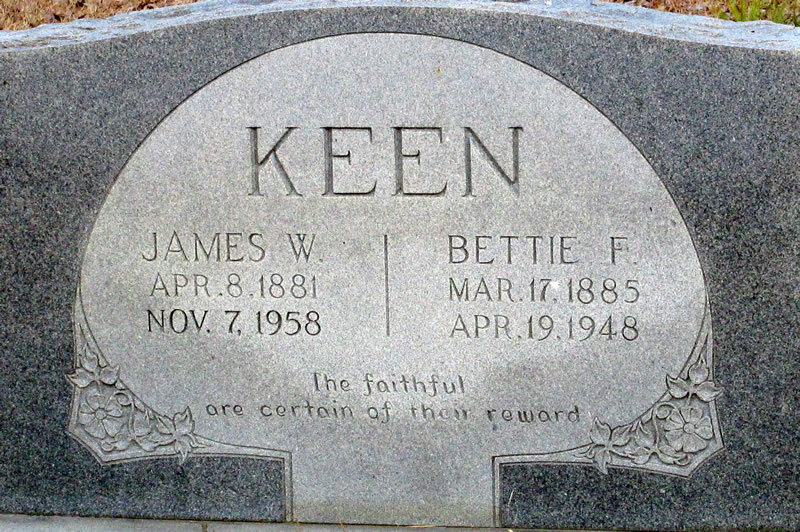 KEEN
JAMES W.
APR. 8. 1881
NOV. 7, 1958
BETTIE F.
MAR. 17, 1885
APR. 19. 1948
The faithful
are certain of their reward